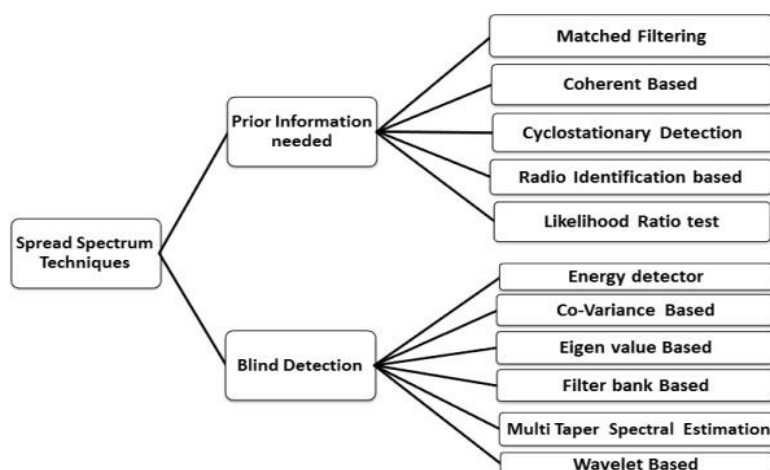 Spread Spectrum
Techniques
Prior Information
needed
Matched Filtering
Coherent Based
Cyclostationary Detection
Radio Identification based
Likelihood Ratio test
Blind Detection
Energy detector
Co-Variance Based
Eigen value Based
Filter bank Based
Multi Taper Spectral Estimation
Wavelet Based